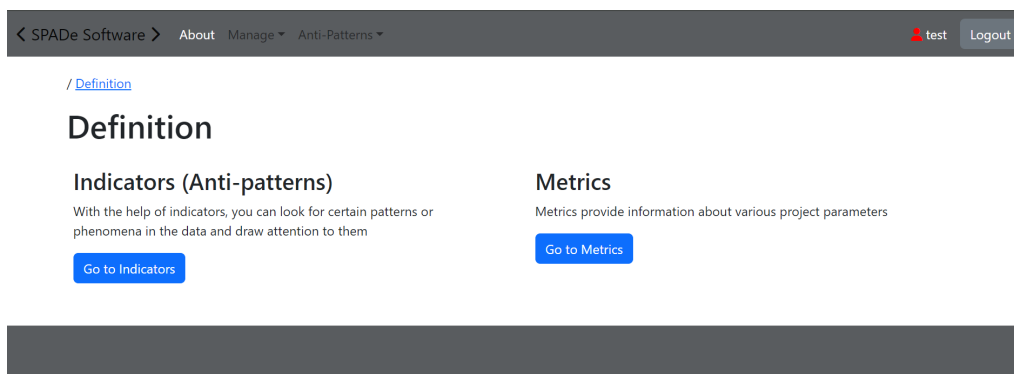 SPADe Software About Manage Anti-Patterns test Logout
/ Definition
Definition
Indicators (Anti-patterns)
With the help of indicators, you can look for certain patterns or
phenomena in the data and draw attention to them
Go to Indicators
Metrics
Metrics provide information about various project parameters
Go to Metrics